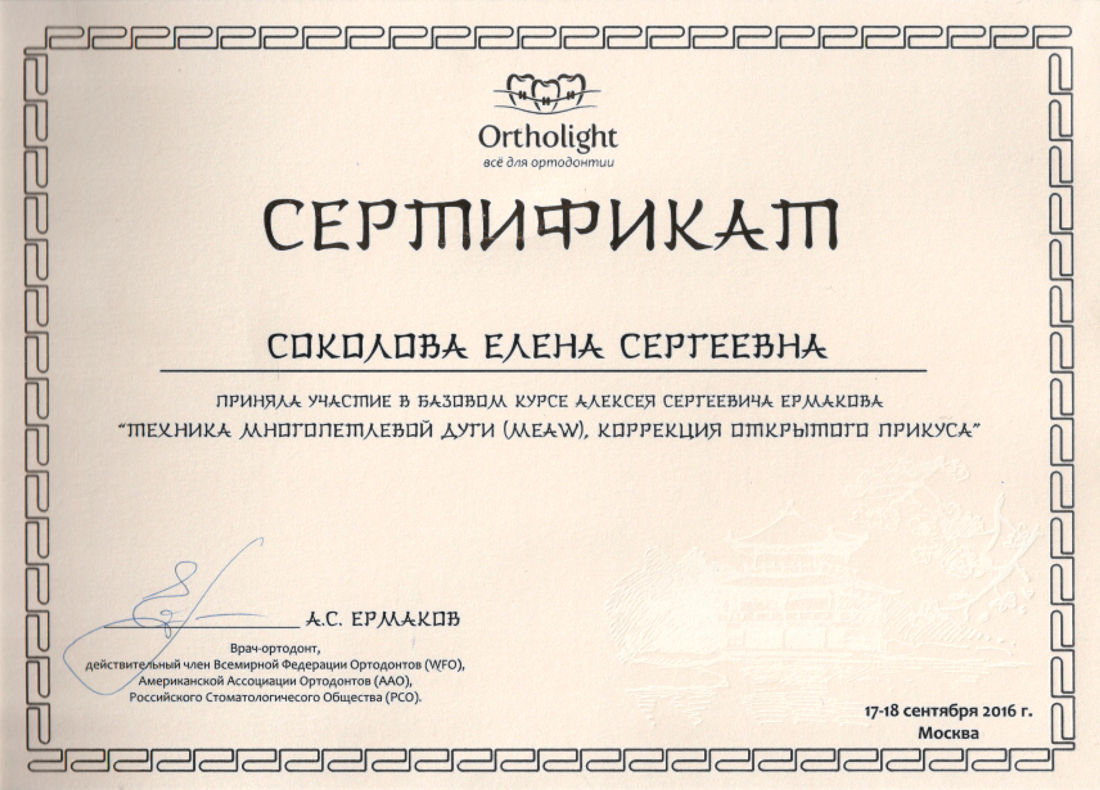 Ortholight
всё для ортодонтии
СЕРТИФИКАТ
СОКОЛОВА ЕЛЕНА СЕРГЕЕВНА
ПРИНЯЛА УЧАСТИЕ В БАЗОВОМ КУРСЕ АЛЕКСЕЯ СЕРГЕЕВИЧА ЕРМАКОВА
“ТЕХНИКА МНОГОПЕТЛЕВОЙ ДУГИ (MEAW), КОРРЕКЦИЯ ОТКРЫТОГО ПРИКУСА”
А.С. ЕРМАКОВ
Врач-ортодонт,
действительный член Всемирной Федерации Ортодонтов (WFO),
Американской Ассоциации Ортодонтов (ААО),
Российского Стоматологичесого Общества (РСО).
17-18 сентября 2016 г.
Москва